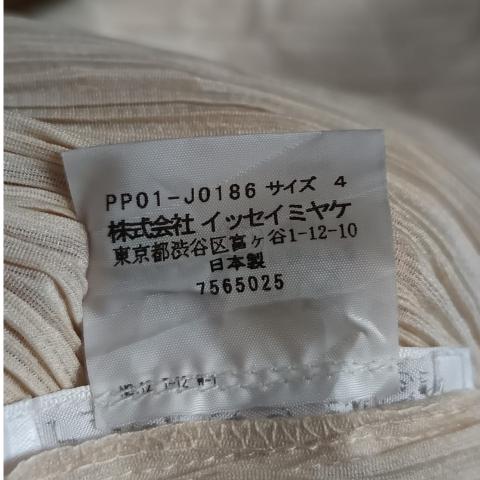 PP01-J0186 サイズ 4
株式会社 イッセイミヤケ
東京都渋谷区富ヶ谷1-12-10
日本製
7565025